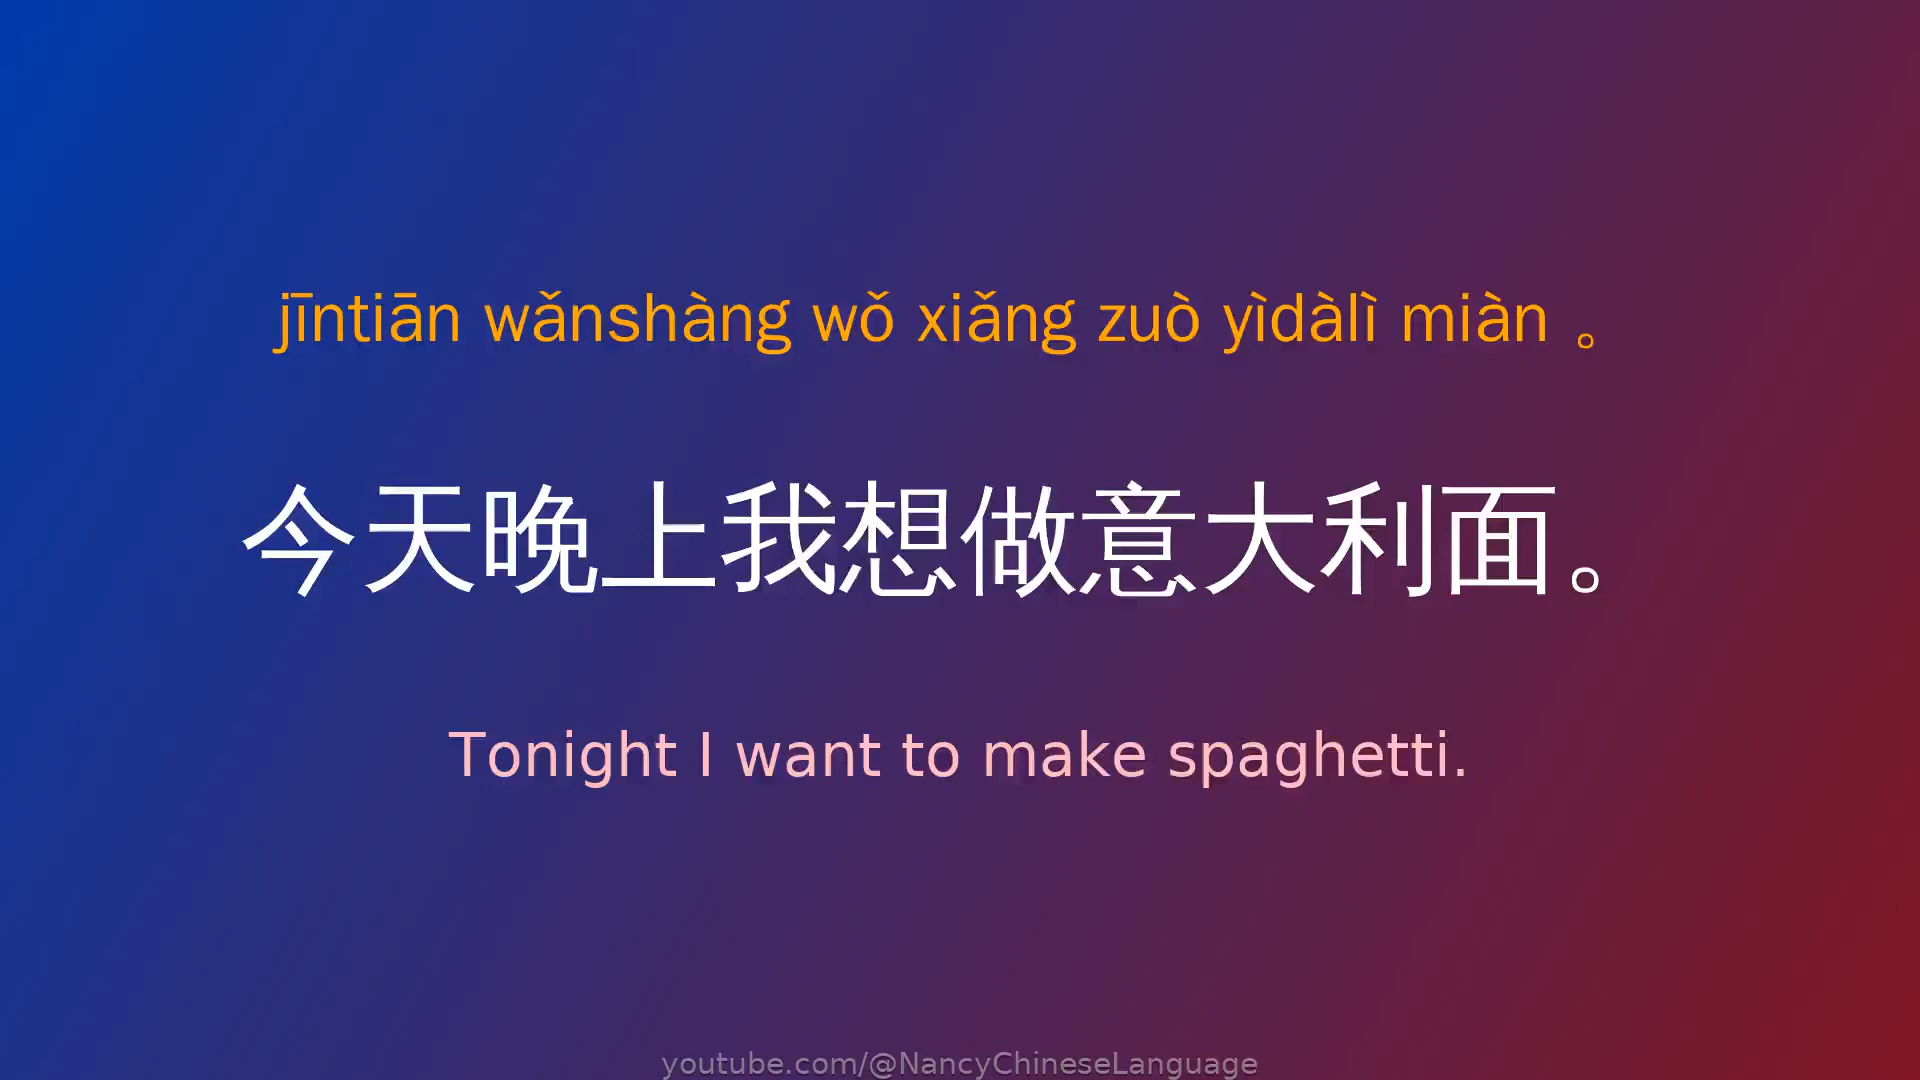 jīntiān wǎnshàng wǒ xiǎng zuò yìdàlì miàn 。
今天晚上我想做意大利面。
Tonight I want to make spaghetti.
youtube.com/@NancyChineseLanguage